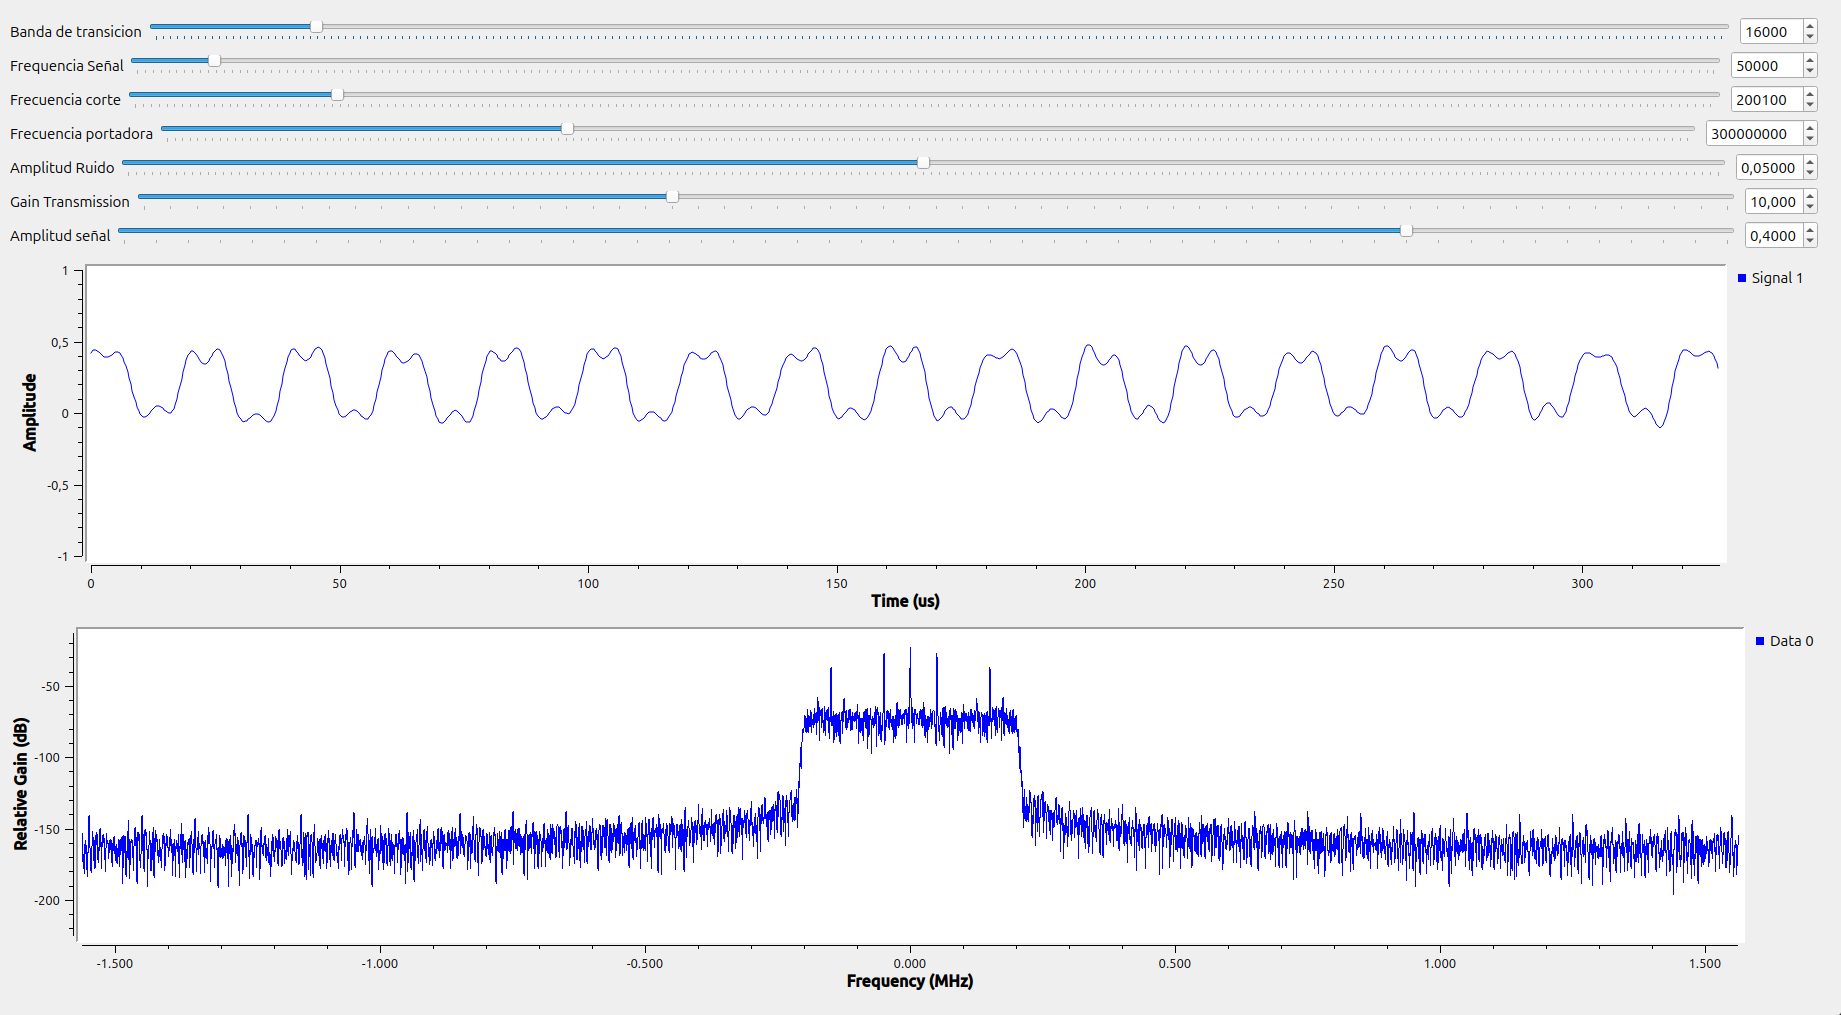 Banda de transicion 16000
Frequencia Señal 50000
Frecuencia corte 200100
Frecuencia portadora 300000000
Amplitud Ruido 0,05000
Gain Transmission 10,000
Amplitud señal 0,4000
1
0,5
0
-0,5
-1
Amplitude
Signal 1
0 50 100 150 200 250 300
Time (us)
-50
-100
-150
-200
Relative Gain (dB)
Data 0
-1.500 -1.000 -0.500 0.000 0.500 1.000 1.500
Frequency (MHz)